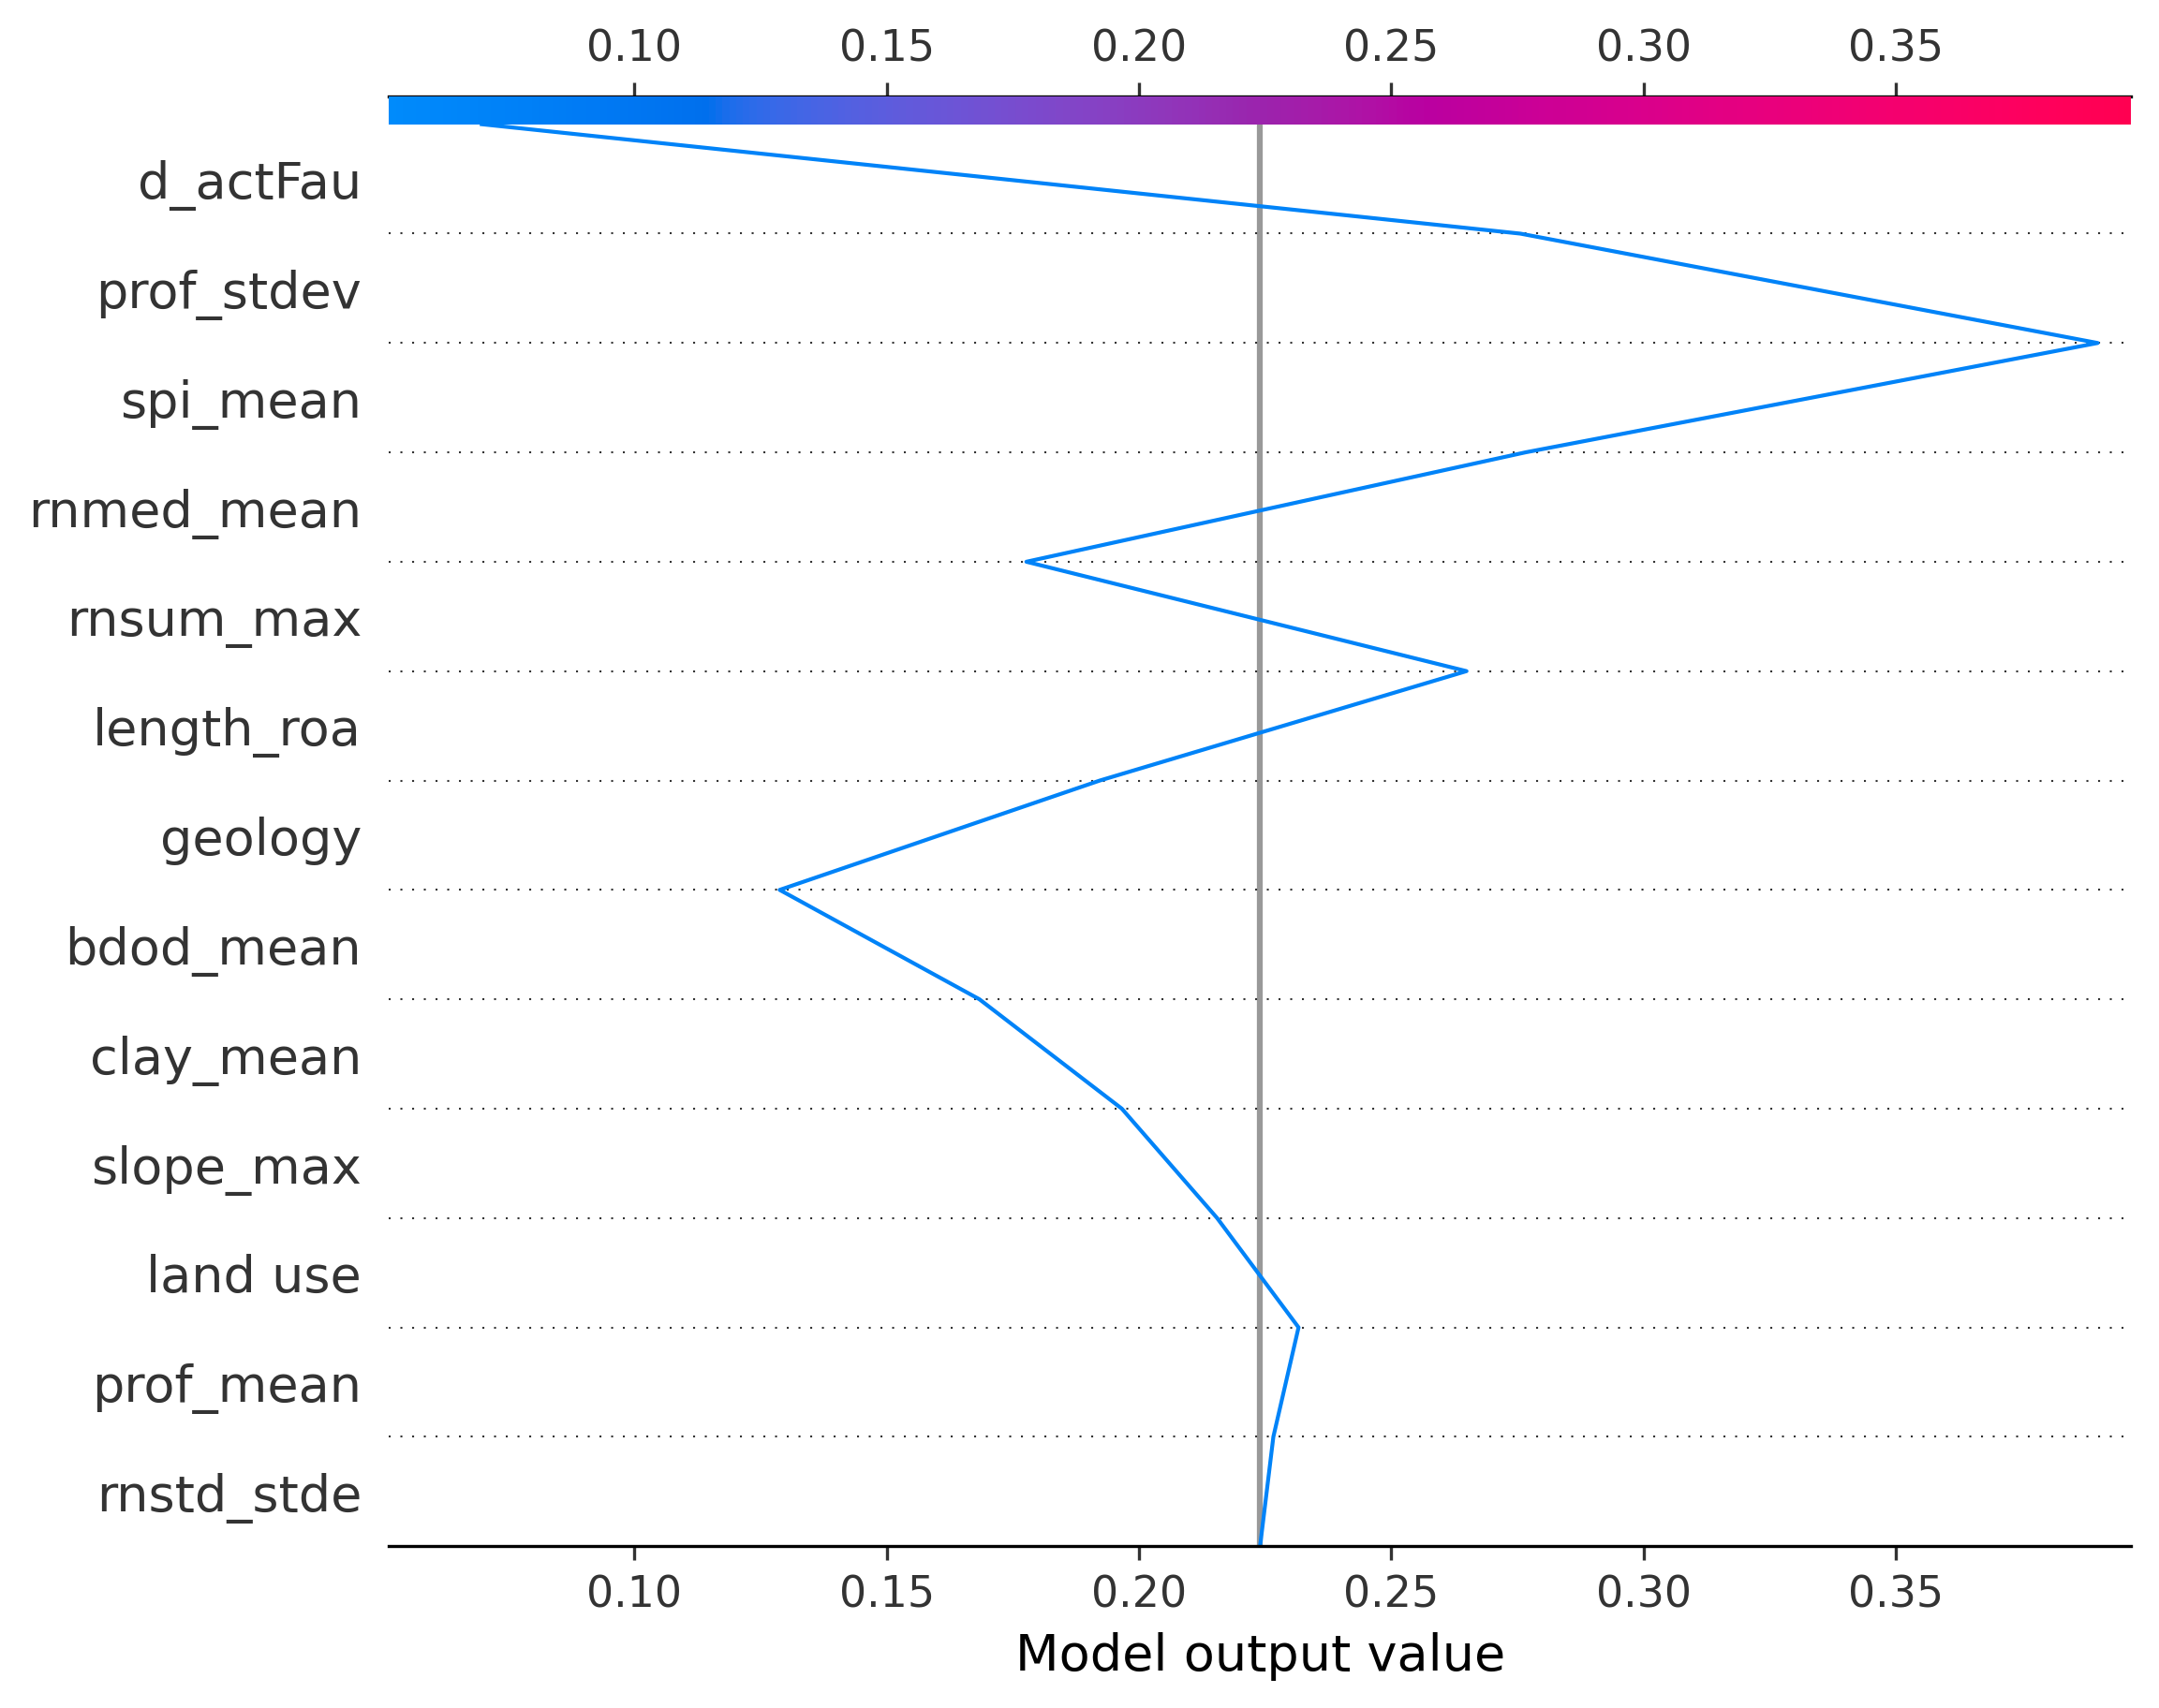 0.10 0.15 0.20 0.25 0.30 0.35
d_actFau
prof_stdev
spi_mean
rnmed_mean
rnsum_max
length_roa
geology
bdod_mean
clay_mean
slope_max
land use
prof_mean
rnstd_stde
0.10 0.15 0.20 0.25 0.30 0.35
Model output value